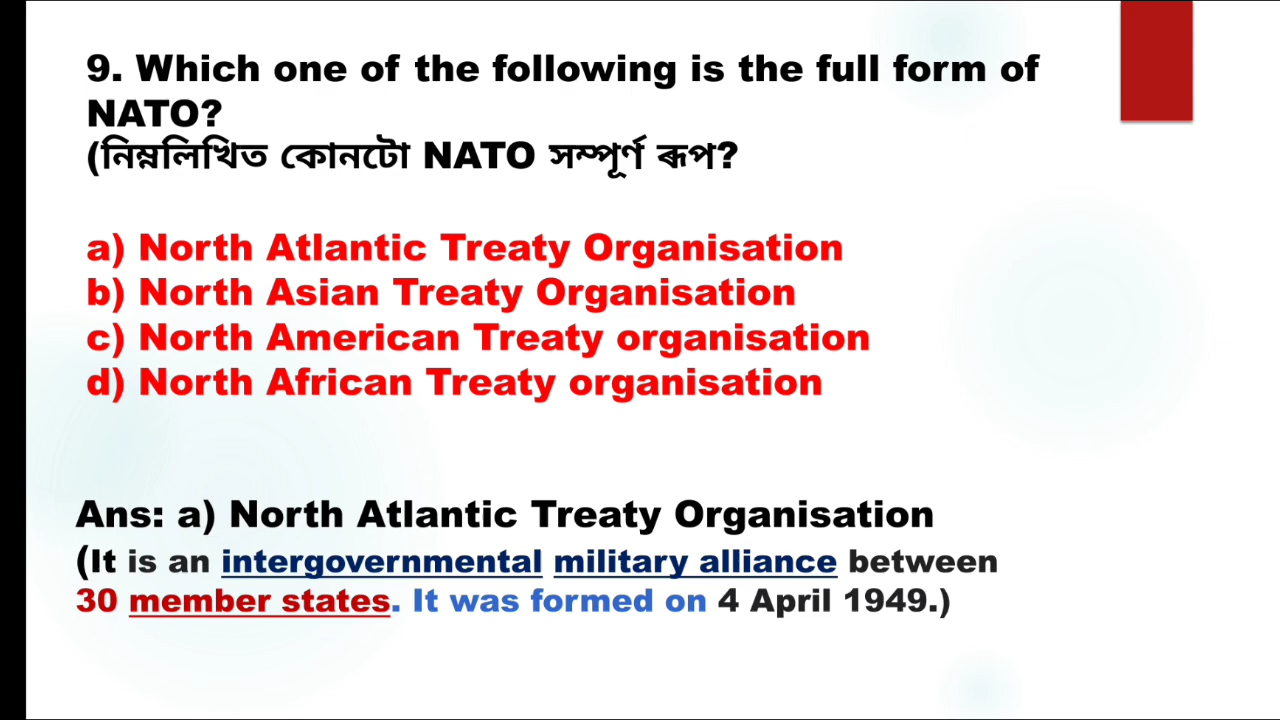 9. Which one of the following is the full form of
NATO?
(নিম্নলিখিত কোনটো NATO সম্পূৰ্ণ ৰূপ?
a) North Atlantic Treaty Organisation
b) North Asian Treaty Organisation
c) North American Treaty organisation
d) North African Treaty organisation
Ans: a) North Atlantic Treaty Organisation
(It is an intergovernmental military alliance between
30 member states. It was formed on 4 April 1949.)